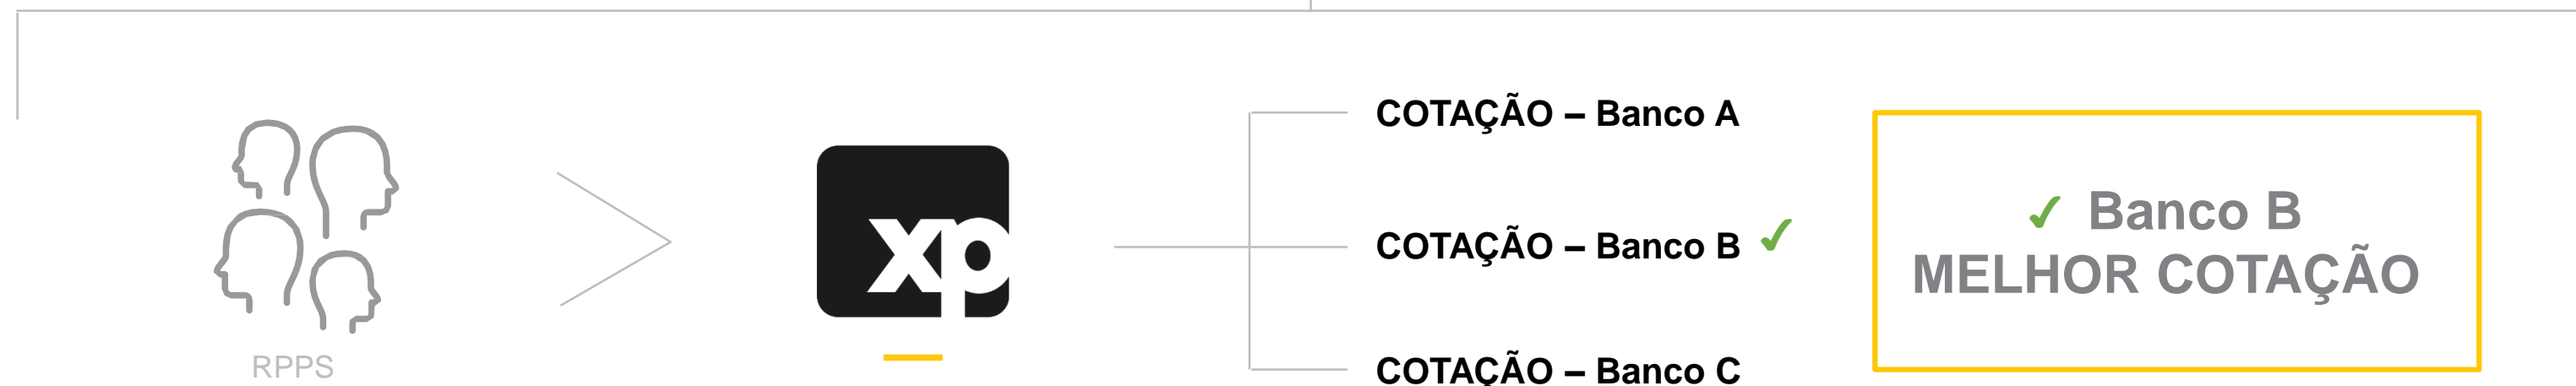 RPPS
xp
COTAÇÃO – Banco A
COTAÇÃO – Banco B ✓
COTAÇÃO – Banco C
✓ Banco B
MELHOR COTAÇÃO